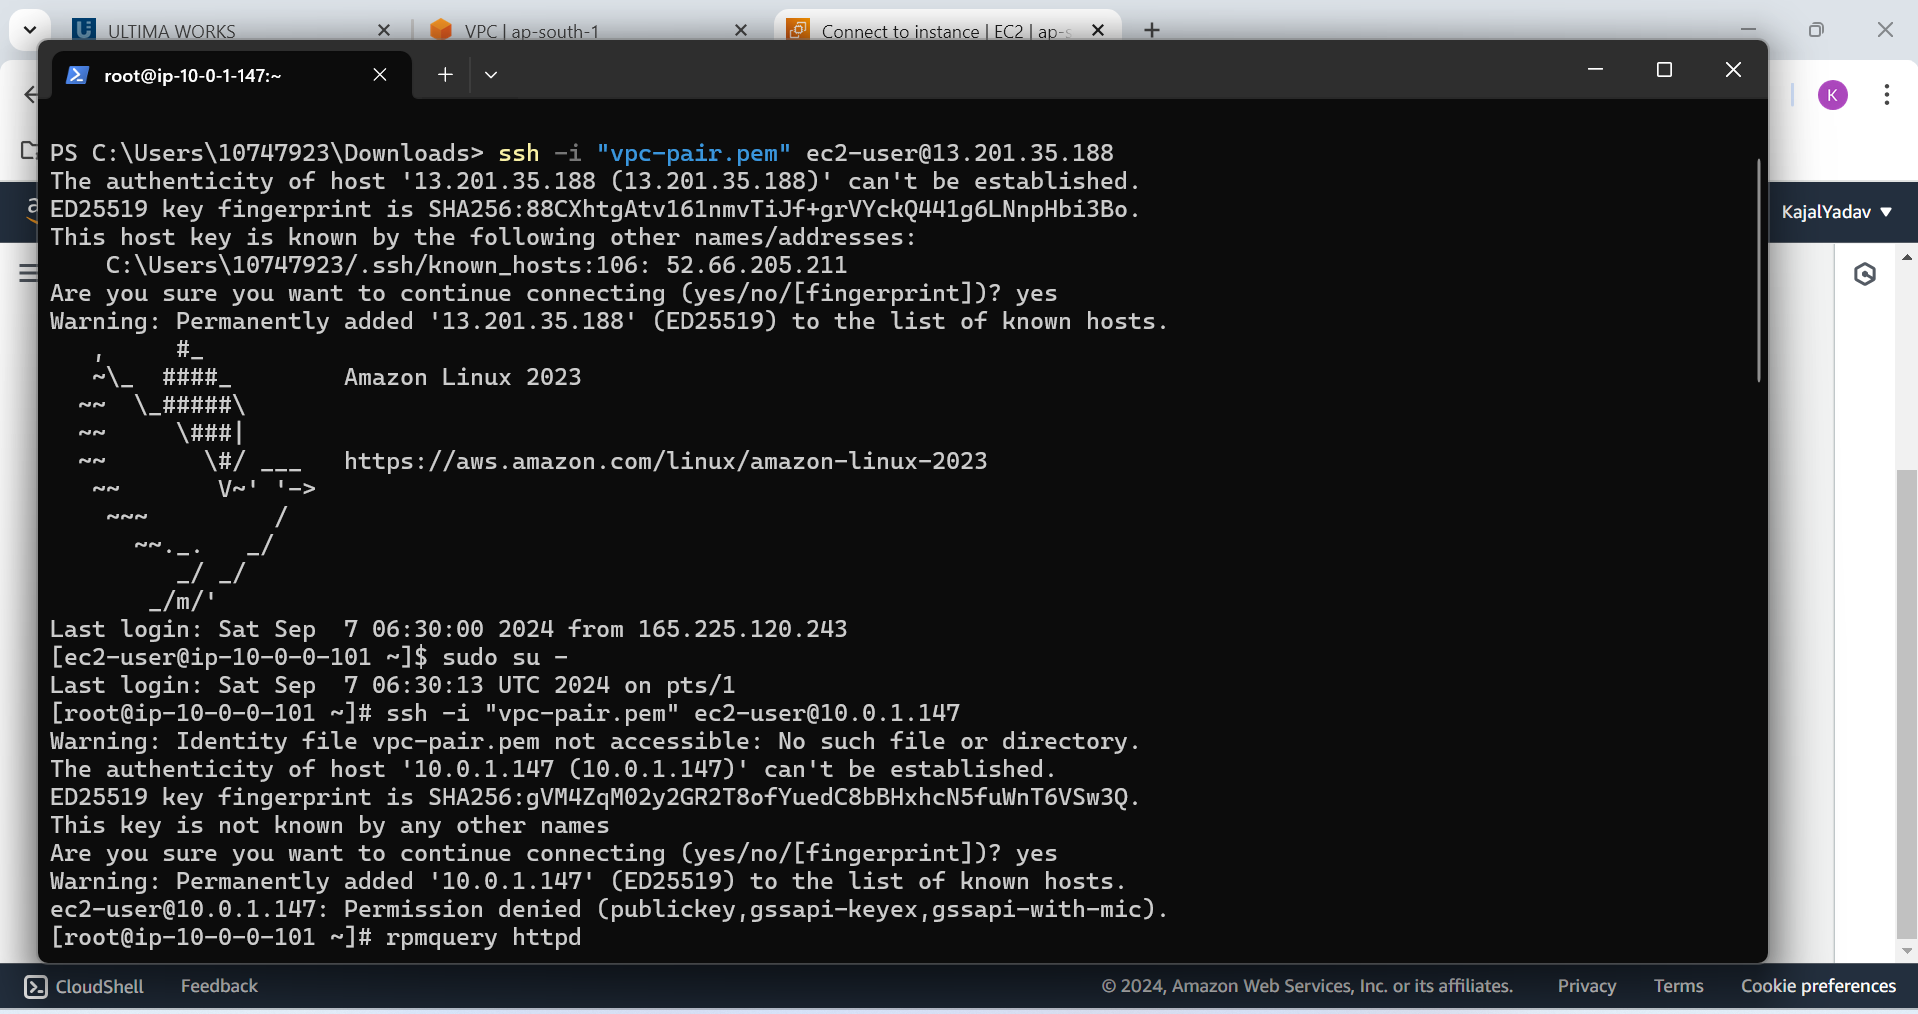 ULTIMA WORKS
VPC | ap-south-1
Connect to instance | EC2 | ap-s
root@ip-10-0-1-147:~
K
KajalYadav
PS C:\Users\10747923\Downloads> ssh -i "vpc-pair.pem" ec2-user@13.201.35.188
The authenticity of host '13.201.35.188 (13.201.35.188)' can't be established.
ED25519 key fingerprint is SHA256:88CXhtgAtv161nmvTiJf+grVYckQ441g6LNnpHbi3Bo.
This host key is known by the following other names/addresses:
    C:\Users\10747923/.ssh/known_hosts:106: 52.66.205.211
Are you sure you want to continue connecting (yes/no/[fingerprint])? yes
Warning: Permanently added '13.201.35.188' (ED25519) to the list of known hosts.
   ,     #_
   ~\_  ####_        Amazon Linux 2023
  ~~  \_#####\
  ~~     \###|
  ~~       \#/ ___   https://aws.amazon.com/linux/amazon-linux-2023
   ~~       V~' '->
    ~~~         /
      ~~._.   _/
         _/ _/
       _/m/'
Last login: Sat Sep  7 06:30:00 2024 from 165.225.120.243
[ec2-user@ip-10-0-0-101 ~]$ sudo su -
Last login: Sat Sep  7 06:30:13 UTC 2024 on pts/1
[root@ip-10-0-0-101 ~]# ssh -i "vpc-pair.pem" ec2-user@10.0.1.147
Warning: Identity file vpc-pair.pem not accessible: No such file or directory.
The authenticity of host '10.0.1.147 (10.0.1.147)' can't be established.
ED25519 key fingerprint is SHA256:gVM4ZqM02y2GR2T8ofYuedC8bBHxhcN5fuWnT6VSw3Q.
This key is not known by any other names
Are you sure you want to continue connecting (yes/no/[fingerprint])? yes
Warning: Permanently added '10.0.1.147' (ED25519) to the list of known hosts.
ec2-user@10.0.1.147: Permission denied (publickey,gssapi-keyex,gssapi-with-mic).
[root@ip-10-0-0-101 ~]# rpmquery httpd
CloudShell Feedback © 2024, Amazon Web Services, Inc. or its affiliates. Privacy Terms Cookie preferences